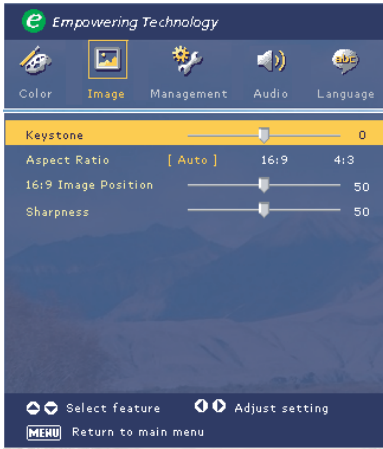 e Empowering Technology
Color Image Management Audio Language
Keystone 0
Aspect Ratio [ Auto ] 16:9 4:3
16:9 Image Position 50
Sharpness 50
Select feature Adjust setting
MENU Return to main menu